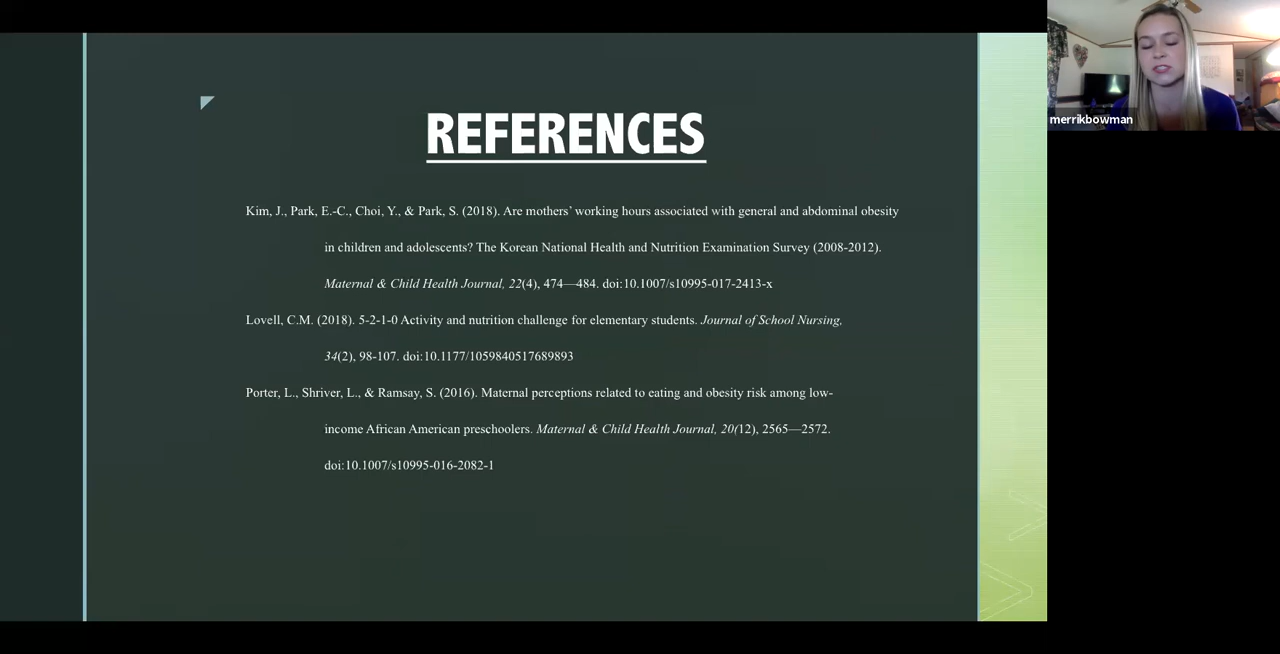 REFERENCES
Kim, J., Park, E.-C., Choi, Y., & Park, S. (2018). Are mothers' working hours associated with general and abdominal obesity
in children and adolescents? The Korean National Health and Nutrition Examination Survey (2008-2012).
Maternal & Child Health Journal, 22(4), 474—484. doi:10.1007/s10995-017-2413-x
Lovell, C.M. (2018). 5-2-1-0 Activity and nutrition challenge for elementary students. Journal of School Nursing,
34(2), 98-107. doi:10.1177/1059840517689893
Porter, L., Shriver, L., & Ramsay, S. (2016). Maternal perceptions related to eating and obesity risk among low-
income African American preschoolers. Maternal & Child Health Journal, 20(12), 2565—2572.
doi:10.1007/s10995-016-2082-1
merrikbowman